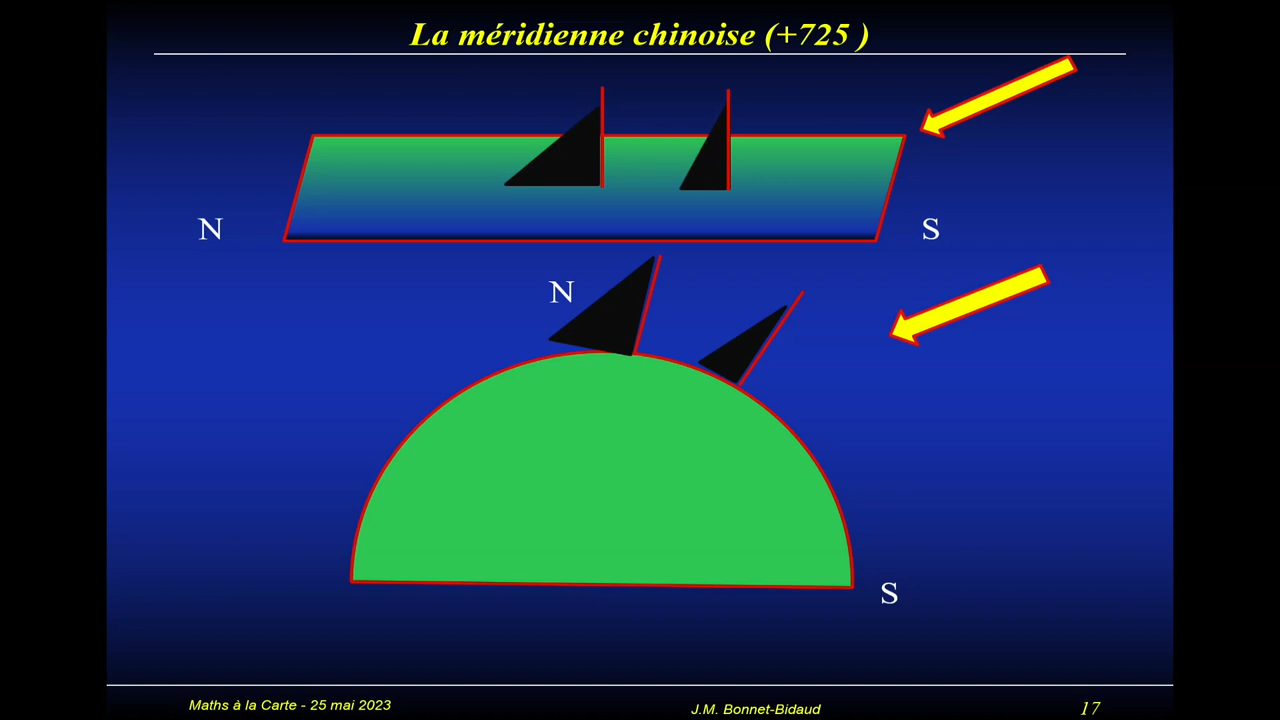 La méridienne chinoise (+725 )
N
S
N
S
Maths à la Carte - 25 mai 2023
J.M. Bonnet-Bidaud
17